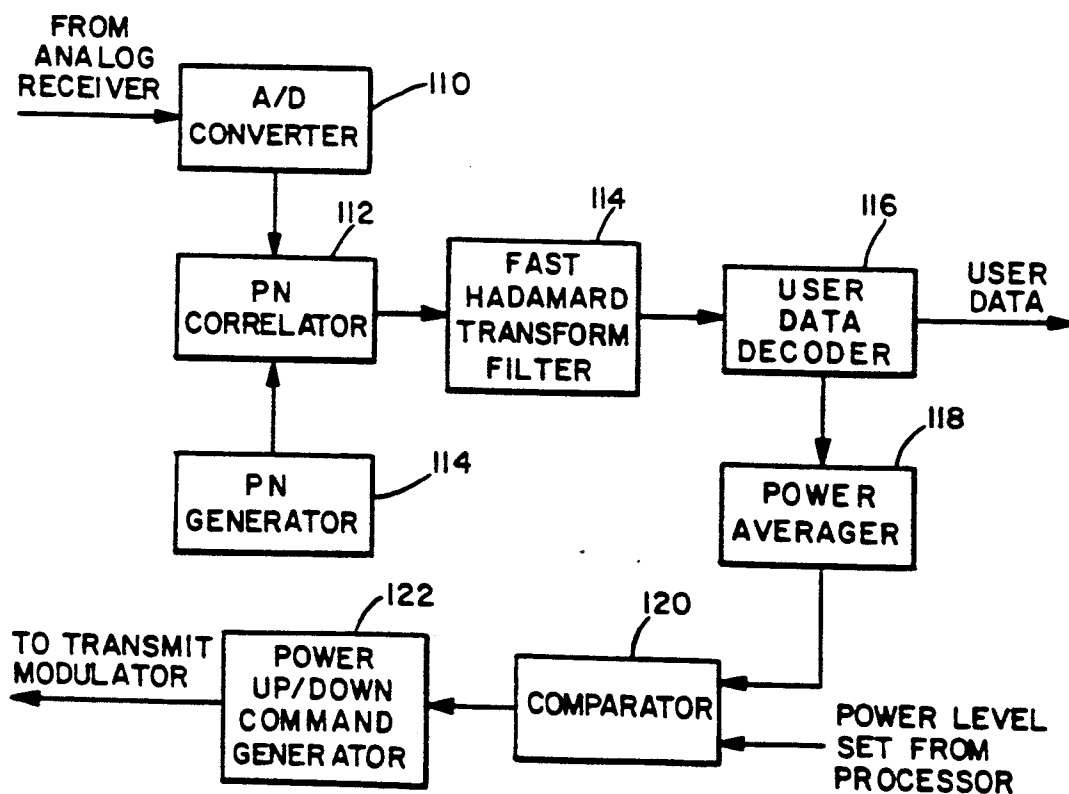 FROM
ANALOG
RECEIVER
A/D
CONVERTER
110
PN
CORRELATOR
112
FAST
HADAMARD
TRANSFORM
FILTER
114
USER
DATA
DECODER
116
USER
DATA
PN
GENERATOR
114
POWER
AVERAGER
118
TO TRANSMIT
MODULATOR
POWER
UP/DOWN
COMMAND
GENERATOR
122
COMPARATOR
120
POWER LEVEL
SET FROM
PROCESSOR